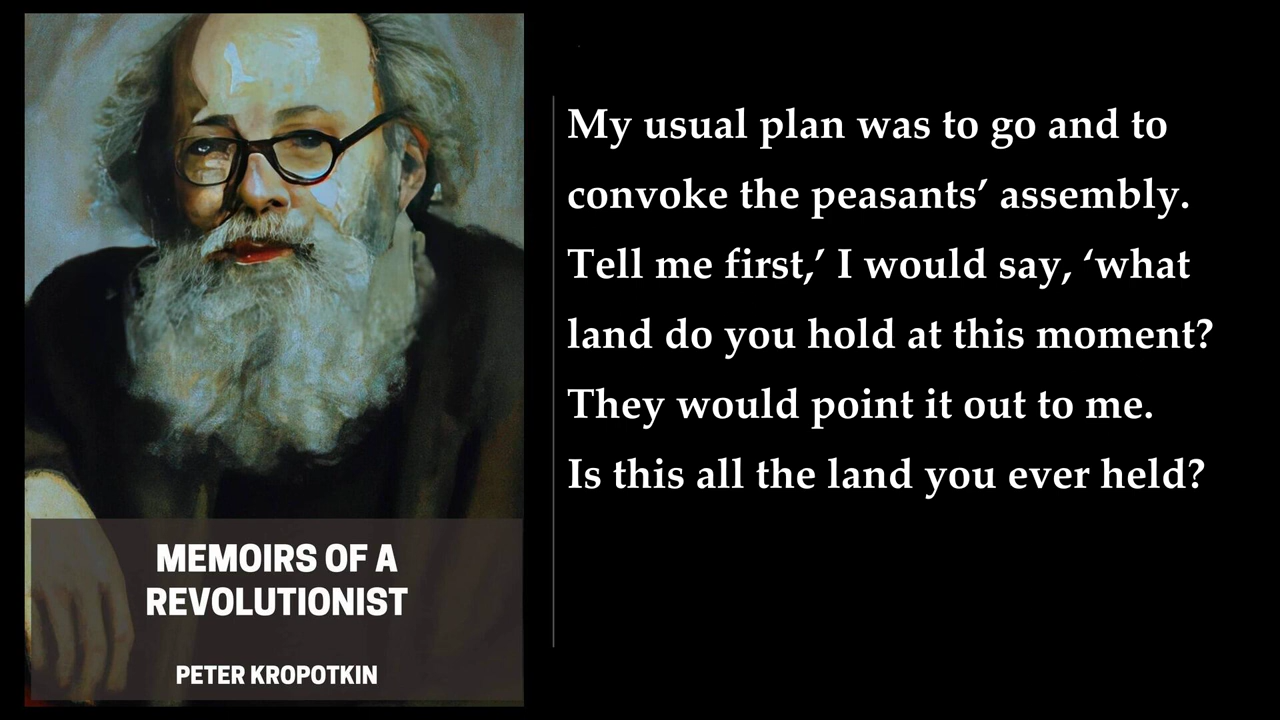 My usual plan was to go and to
convoke the peasants’ assembly.
Tell me first,’ I would say, ‘what
land do you hold at this moment?
They would point it out to me.
Is this all the land you ever held?
MEMOIRS OF A
REVOLUTIONIST
PETER KROPOTKIN